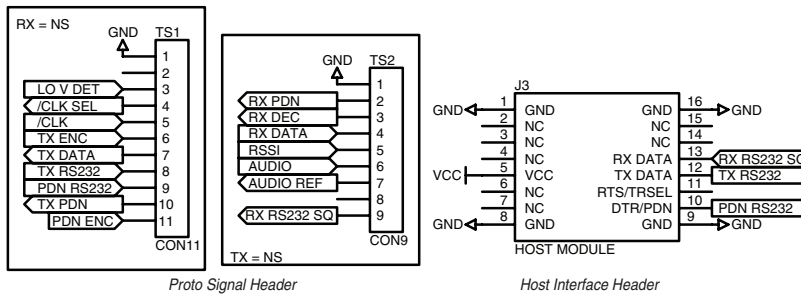 RX = NS
TS1
GND
1
2
LO V DET 3
/CLK SEL 4
/CLK 5
TX ENC 6
TX DATA 7
TX RS232 8
PDN RS232 9
TX PDN 10
PDN ENC 11
CON11
TS2
GND
1
RX PDN 2
RX DEC 3
RX DATA 4
RSSI 5
AUDIO 6
AUDIO REF 7
8
RX RS232 SQ 9
CON9
TX = NS
Proto Signal Header
J3
GND 1 GND GND 16 GND
2 NC NC 15
3 NC NC 14
4 NC RX DATA 13 RX RS232 SQ
VCC 5 VCC TX DATA 12 TX RS232
6 NC RTS/TRSEL 11
7 NC DTR/PDN 10 PDN RS232
GND 8 GND GND 9 GND
HOST MODULE
Host Interface Header